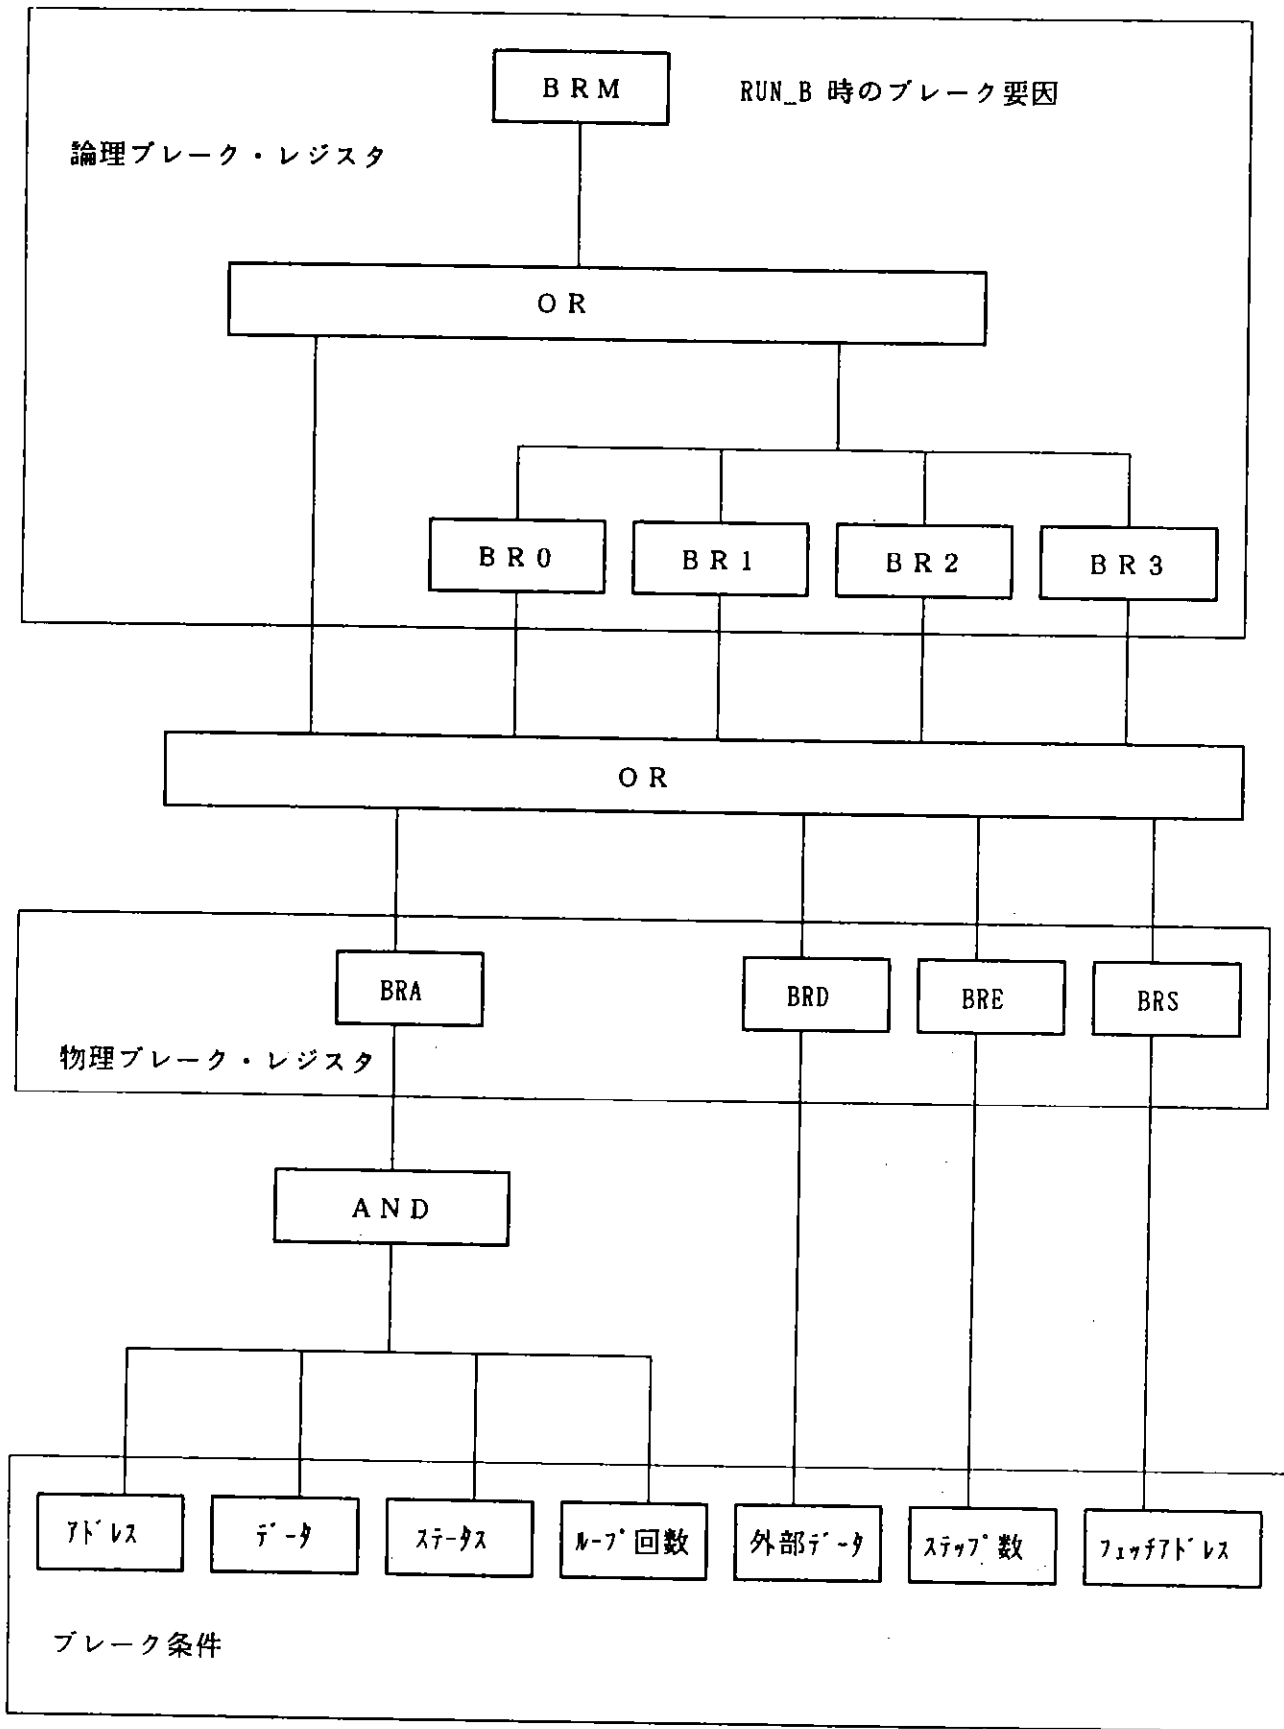 BRM
RUN_B 時のブレーク要因
論理ブレーク・レジスタ
OR
BR0
BR1
BR2
BR3
OR
BRA
BRD
BRE
BRS
物理ブレーク・レジスタ
AND
ｱﾄﾞﾚｽ
ﾃﾞｰﾀ
ｽﾃｰﾀｽ
ﾙｰﾌﾟ回数
外部ﾃﾞｰﾀ
ｽﾃｯﾌﾟ数
ﾌｪｯﾁｱﾄﾞﾚｽ
ブレーク条件